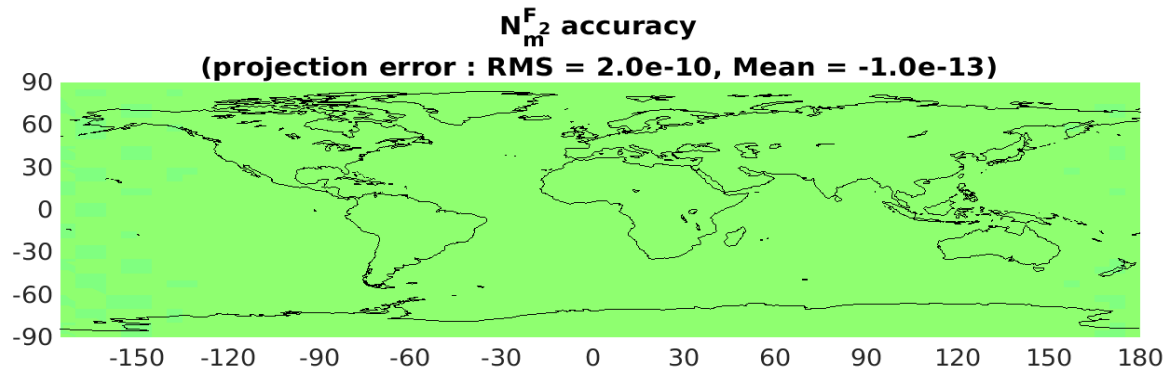 N_m^{F_2} accuracy
(projection error : RMS = 2.0e-10, Mean = -1.0e-13)
90
60
30
0
-30
-60
-90
-150 -120 -90 -60 -30 0 30 60 90 120 150 180